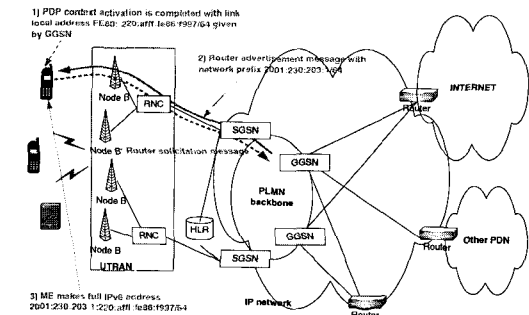 1) PDP context activation is completed with link
local address FE80: :220:afff:fe86:f997/64 given
by GGSN
2) Router advertisement message with
network prefix 2001:230:203:1/64
INTERNET
Router
Node B
RNC
SGSN
Node B
Router solicitation message
GGSN
Node B
PLMN
backbone
HLR
GGSN
Other PDN
Router
Node B
RNC
SGSN
UTRAN
IP network
3) ME makes full IPv6 address
2001:230:203:1:220:afff:fe86:f997/64
Router